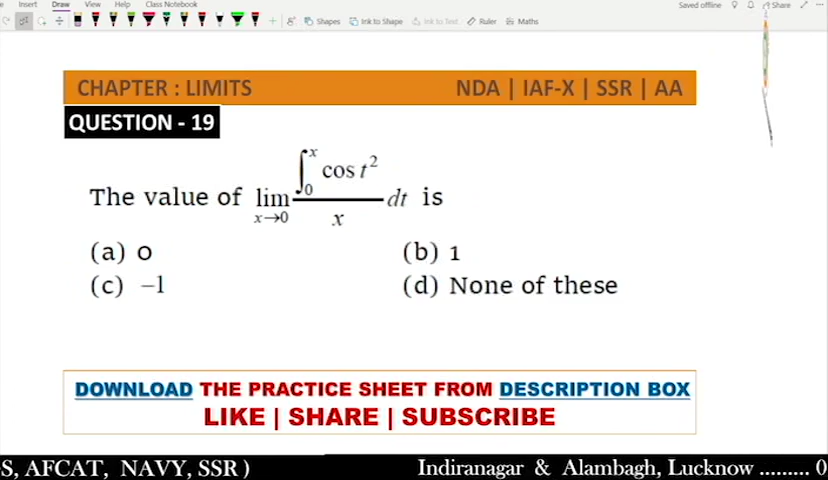 Insert Draw View Help Class Notebook Saved offline Share
Shapes Ink to Shape Ink to Text Ruler Maths
CHAPTER : LIMITS NDA | IAF-X | SSR | AA
QUESTION - 19
The value of lim x→0 ∫0^x cos t² / x dt is
(a) 0 (b) 1
(c) –1 (d) None of these
DOWNLOAD THE PRACTICE SHEET FROM DESCRIPTION BOX
LIKE | SHARE | SUBSCRIBE
S, AFCAT, NAVY, SSR ) Indiranagar & Alambagh, Lucknow ......... 0